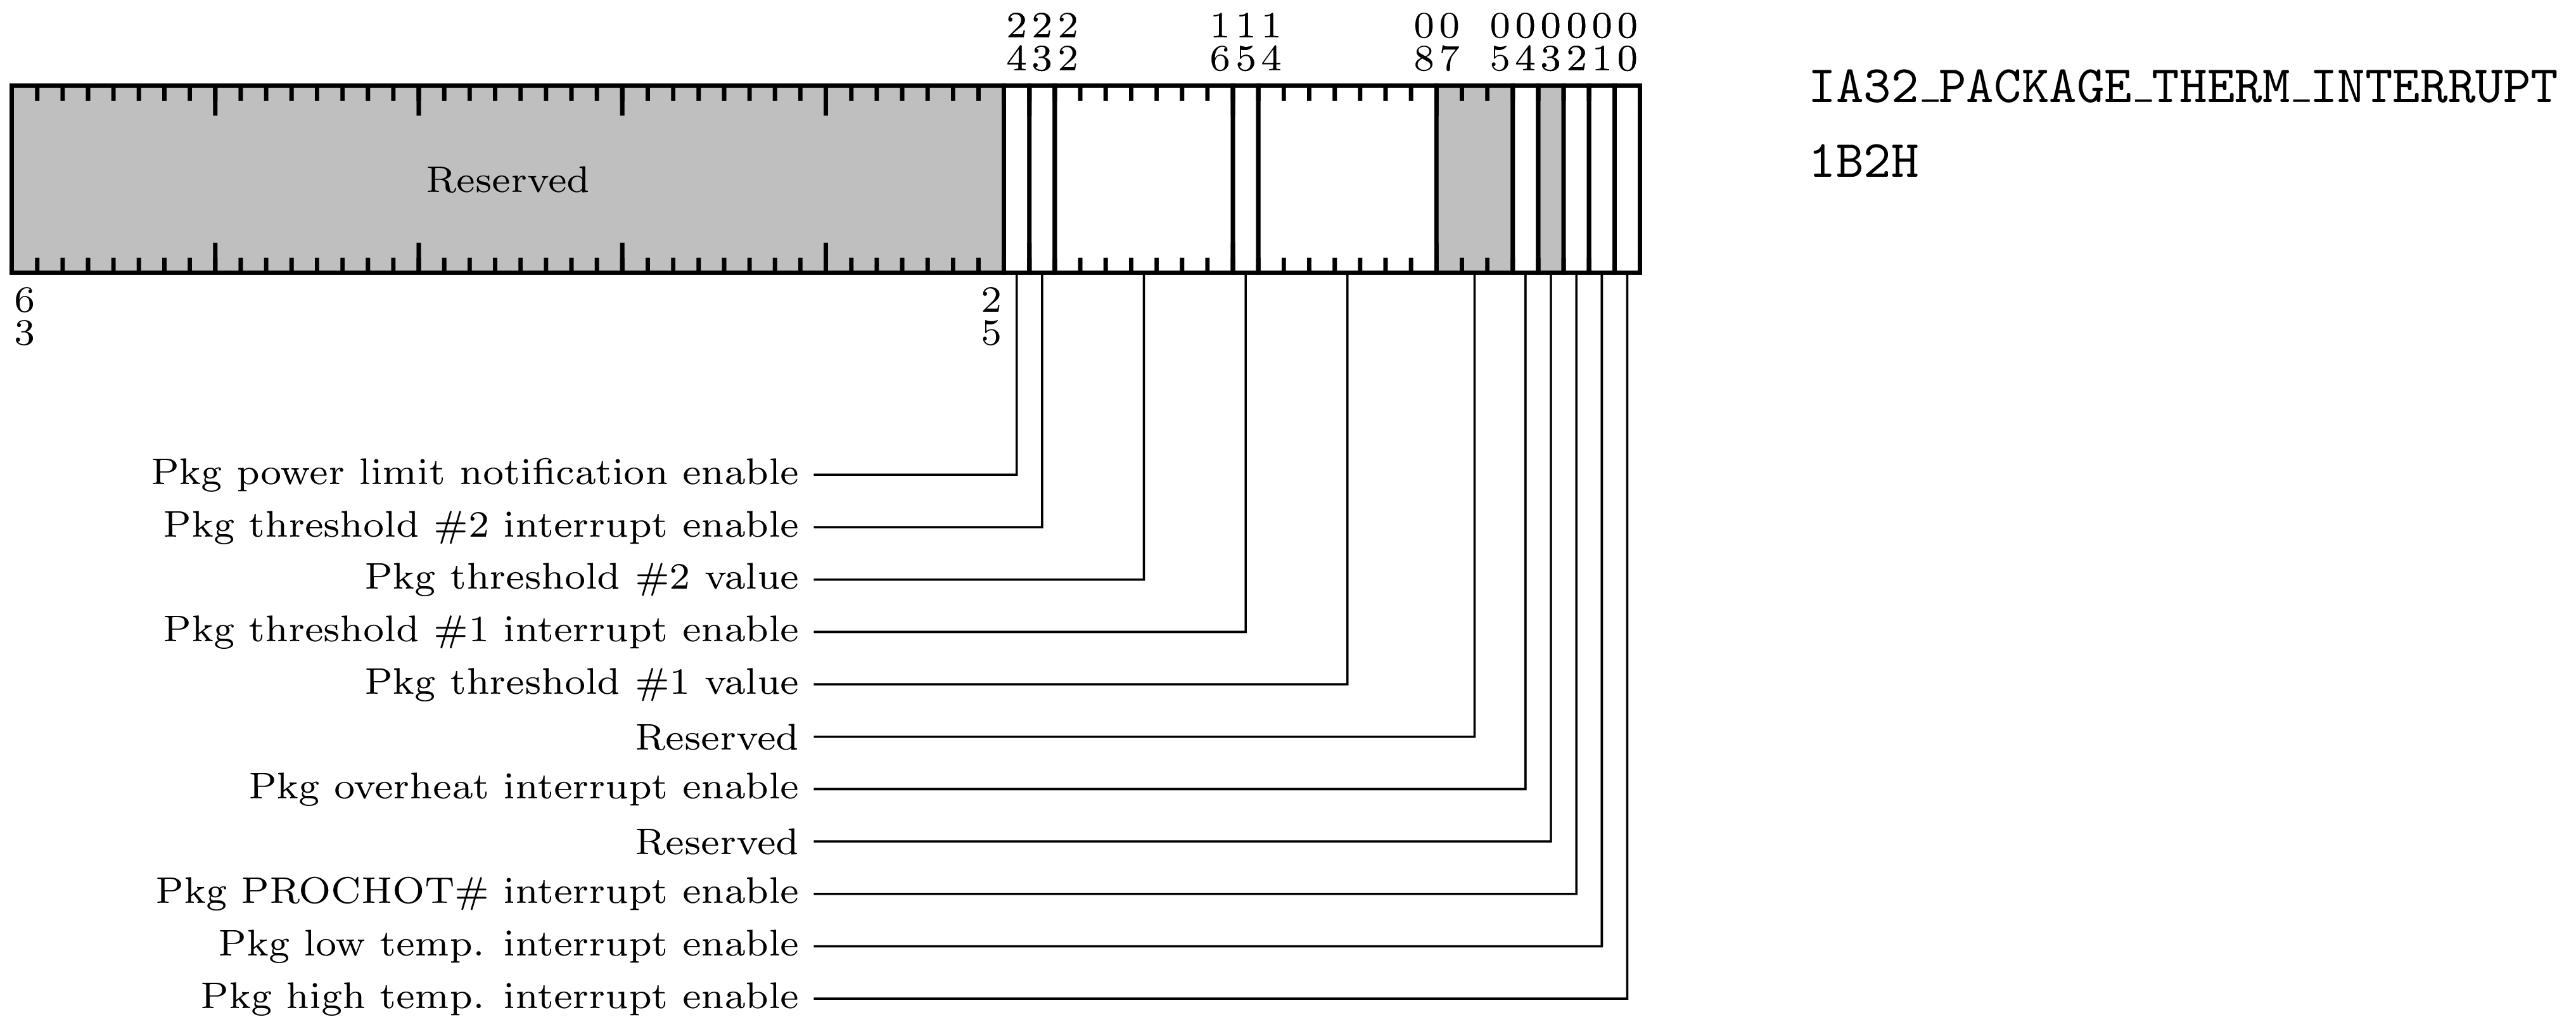 222 111 00 000000
432 654 87 543210
IA32_PACKAGE_THERM_INTERRUPT
1B2H
Reserved
6 2
3 5
Pkg power limit notification enable
Pkg threshold #2 interrupt enable
Pkg threshold #2 value
Pkg threshold #1 interrupt enable
Pkg threshold #1 value
Reserved
Pkg overheat interrupt enable
Reserved
Pkg PROCHOT# interrupt enable
Pkg low temp. interrupt enable
Pkg high temp. interrupt enable